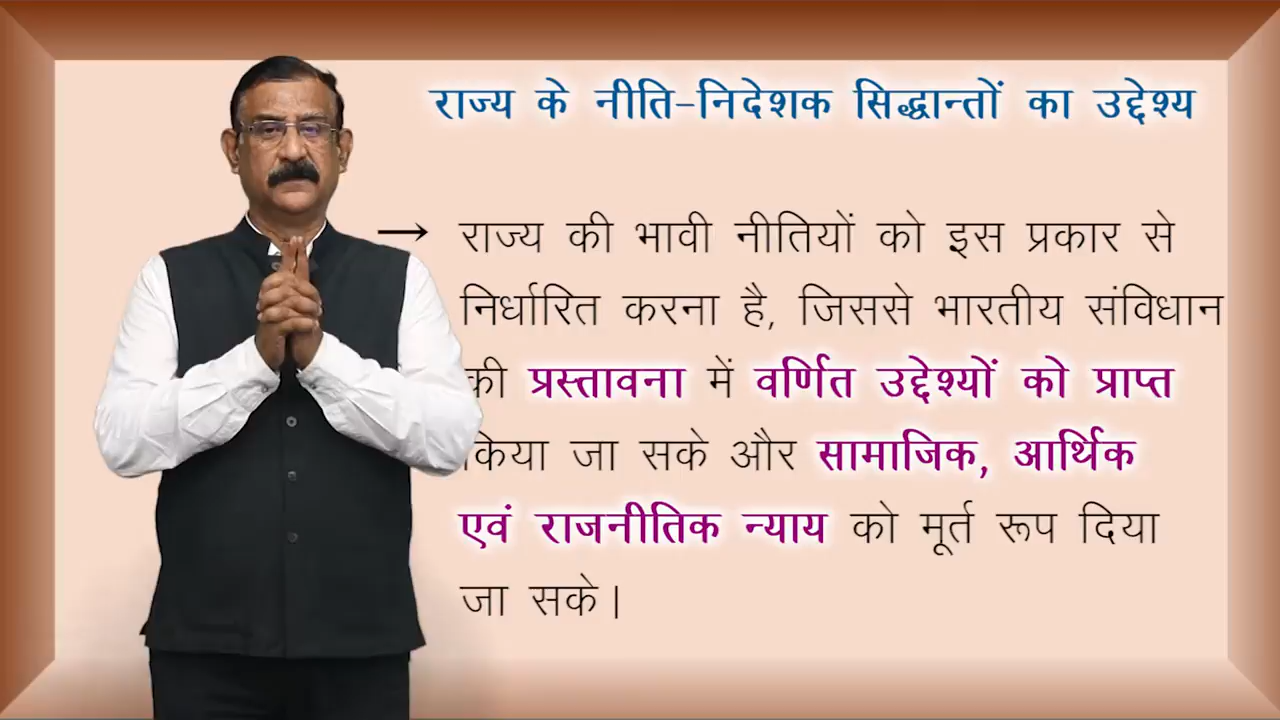 राज्य के नीति-निदेशक सिद्धान्तों का उद्देश्य
→ राज्य की भावी नीतियों को इस प्रकार से
निर्धारित करना है, जिससे भारतीय संविधान
की प्रस्तावना में वर्णित उद्देश्यों को प्राप्त
किया जा सके और सामाजिक, आर्थिक
एवं राजनीतिक न्याय को मूर्त रूप दिया
जा सके।